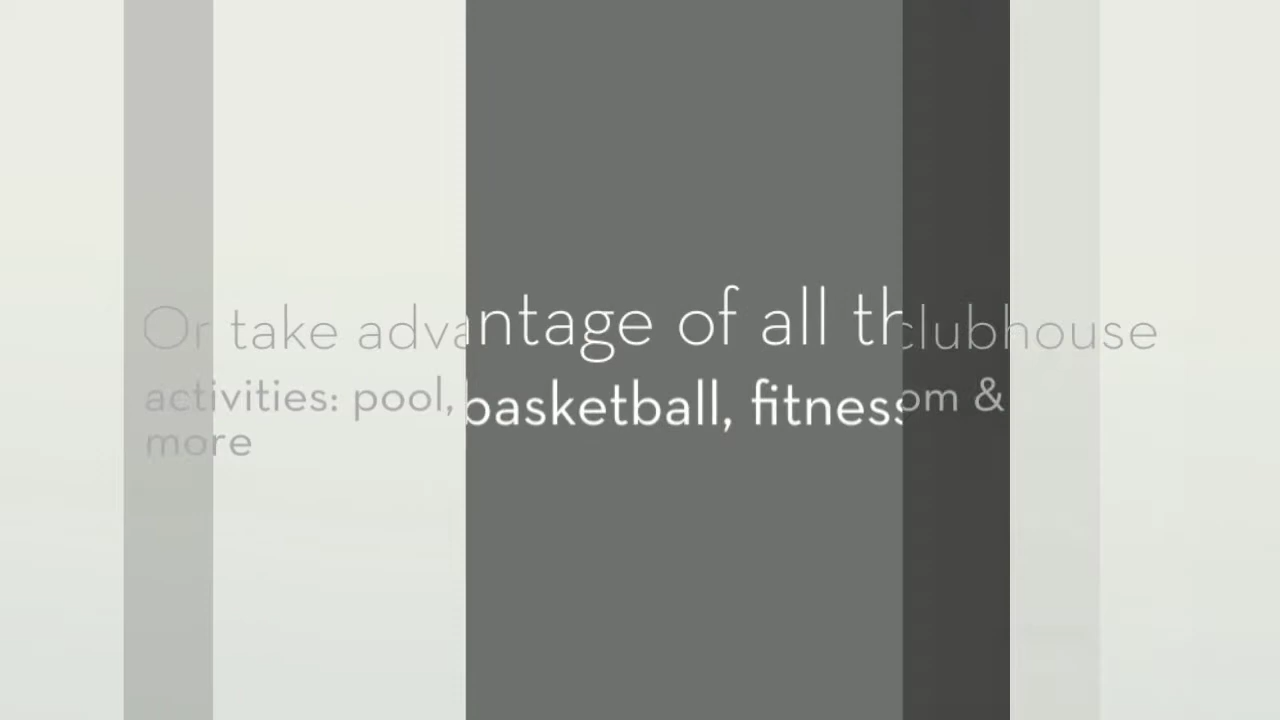 Or take advantage of all th clubhouse
activities: pool, basketball, fitness om &
more